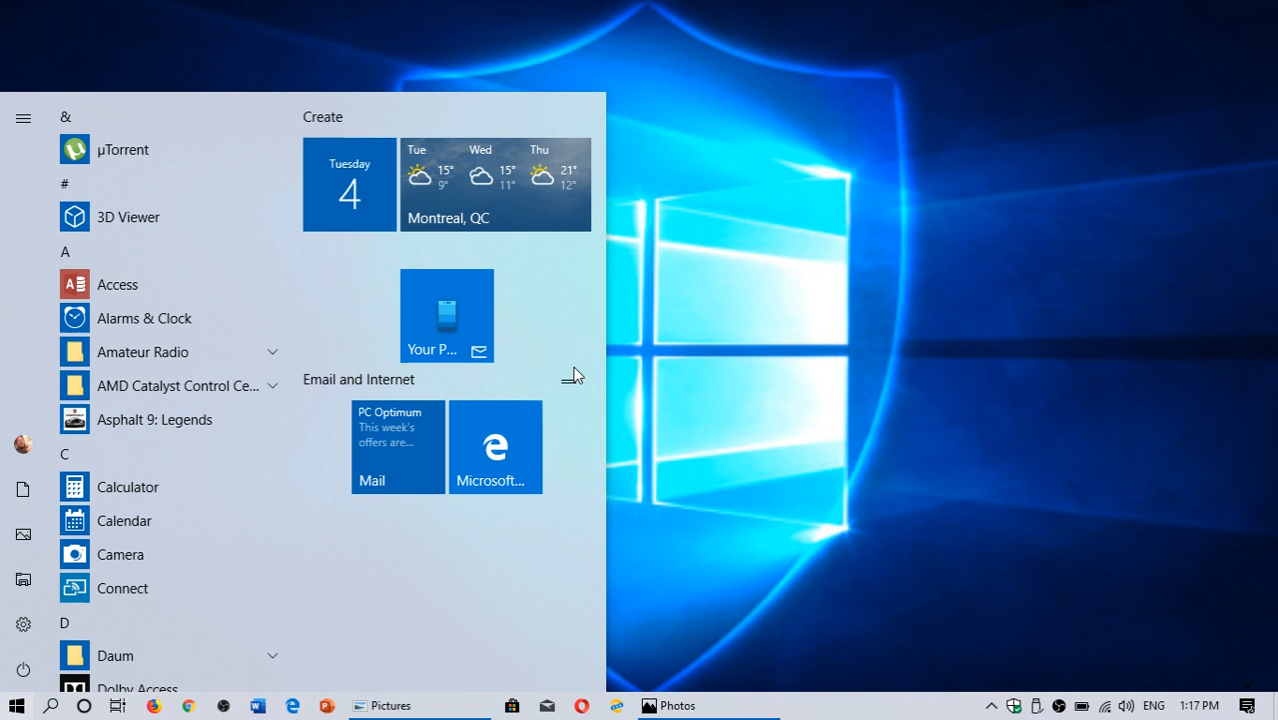 &
µTorrent
#
3D Viewer
A
Access
Alarms & Clock
Amateur Radio
AMD Catalyst Control Ce...
Asphalt 9: Legends
C
Calculator
Calendar
Camera
Connect
D
Daum
Dolby Access
Create
Tuesday
4
Tue Wed Thu
15° 15° 21°
9° 11° 12°
Montreal, QC
Your P...
Email and Internet
PC Optimum
This week's
offers are...
Mail
Microsoft...
Pictures
Photos
ENG
1:17 PM